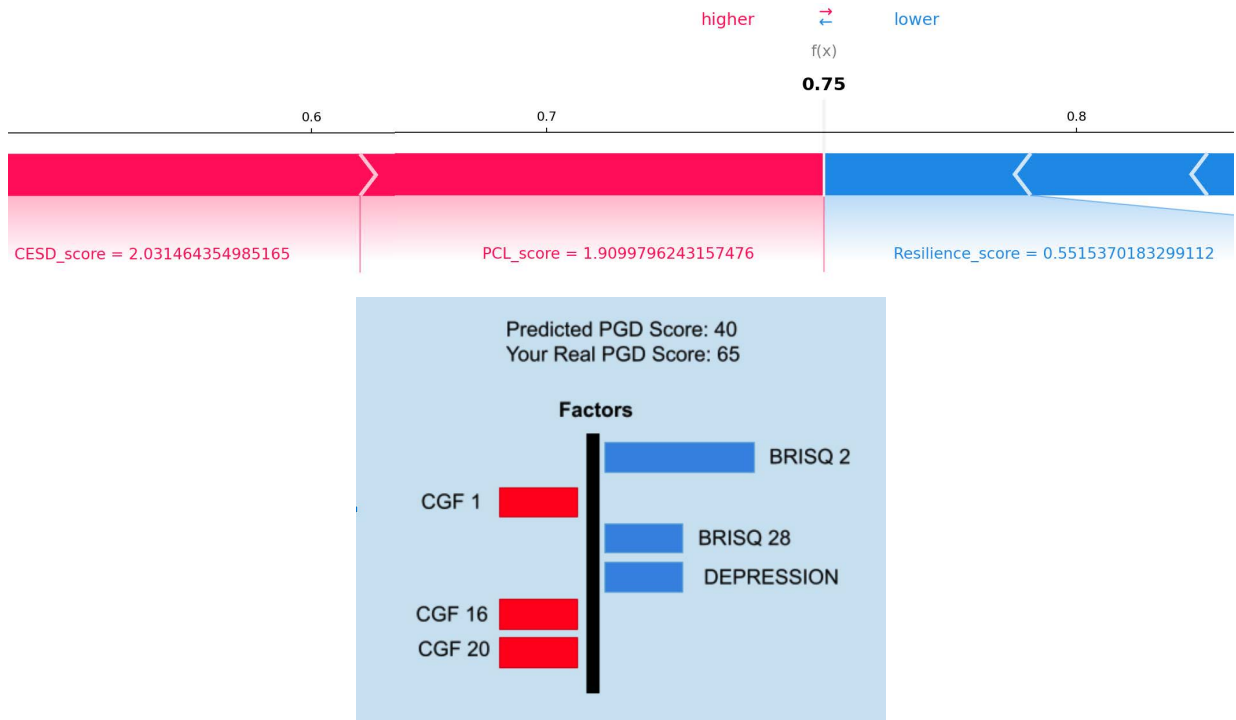 higher
→
←
lower
f(x)
0.75
0.6
0.7
0.8
CESD_score = 2.031464354985165
PCL_score = 1.9099796243157476
Resilience_score = 0.5515370183299112
Predicted PGD Score: 40
Your Real PGD Score: 65
Factors
BRISQ 2
CGF 1
BRISQ 28
DEPRESSION
CGF 16
CGF 20